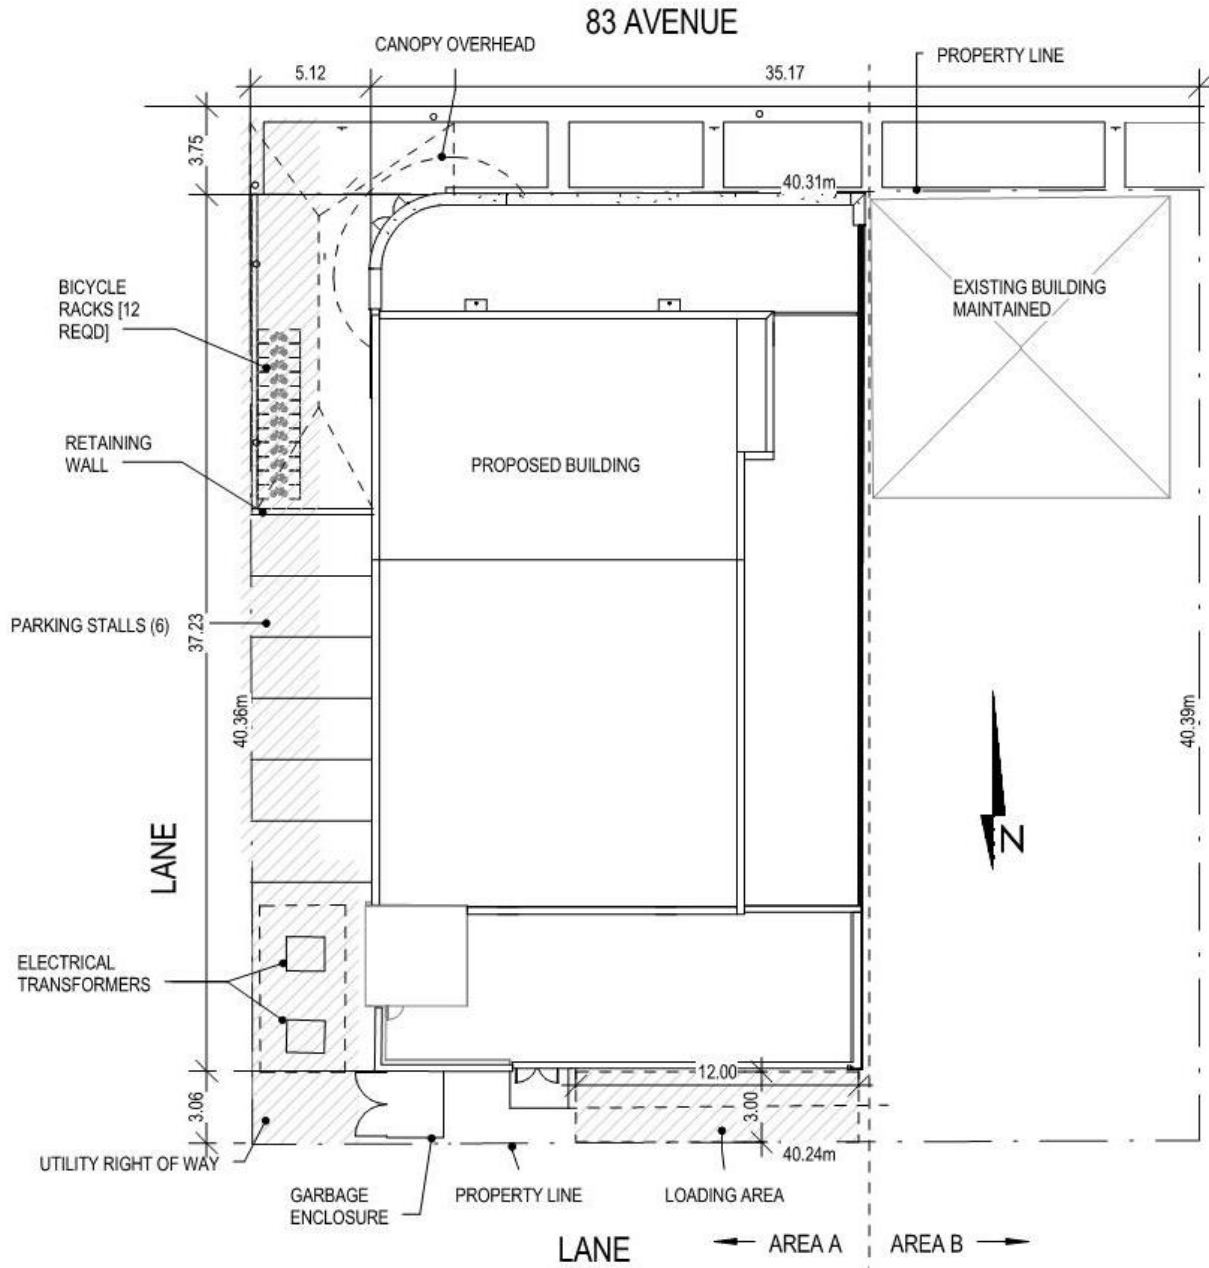 83 AVENUE
CANOPY OVERHEAD
PROPERTY LINE
5.12
35.17
3.75
40.31m
BICYCLE
RACKS [12
REQD]
EXISTING BUILDING
MAINTAINED
RETAINING
WALL
PROPOSED BUILDING
PARKING STALLS (6)
37.23
40.36m
40.39m
LANE
N
ELECTRICAL
TRANSFORMERS
12.00
3.06
3.00
UTILITY RIGHT OF WAY
40.24m
GARBAGE
ENCLOSURE
PROPERTY LINE
LOADING AREA
LANE
AREA A
AREA B